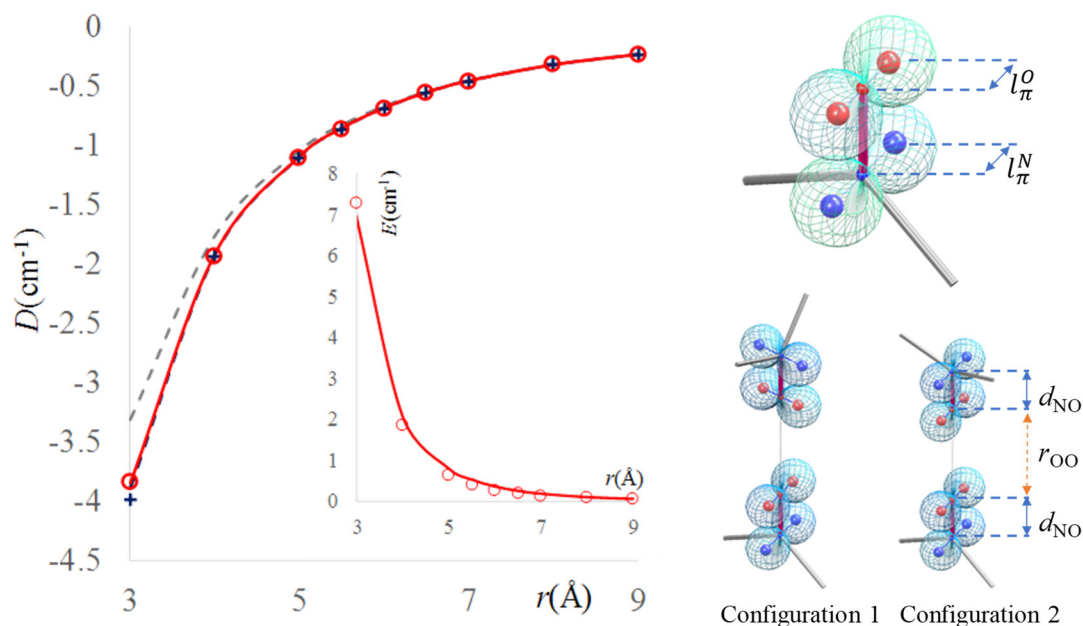 0
-0.5
-1
-1.5
-2
-2.5
-3
-3.5
-4
-4.5
D(cm-1)
3
5
7
9
r(Å)
8
7
6
5
4
3
2
1
0
E(cm-1)
r(Å)
3
5
7
9
lπO
lπN
dNO
rOO
dNO
Configuration 1
Configuration 2